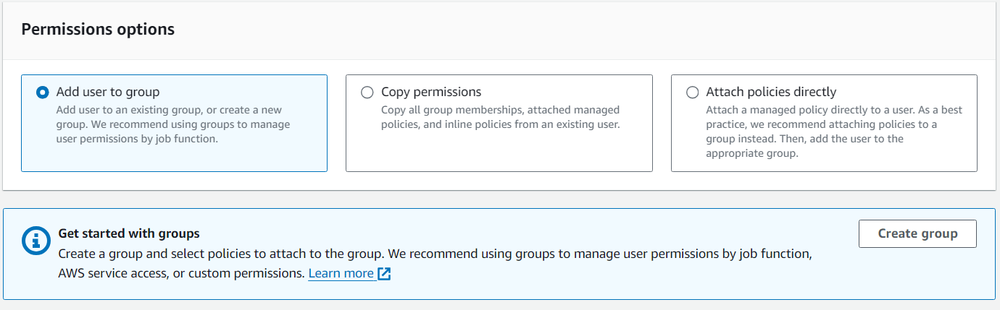 Permissions options
Add user to group
Add user to an existing group, or create a new
group. We recommend using groups to manage
user permissions by job function.
Copy permissions
Copy all group memberships, attached managed
policies, and inline policies from an existing user.
Attach policies directly
Attach a managed policy directly to a user. As a best
practice, we recommend attaching policies to a
group instead. Then, add the user to the
appropriate group.
Get started with groups
Create a group and select policies to attach to the group. We recommend using groups to manage user permissions by job function,
AWS service access, or custom permissions. Learn more
Create group